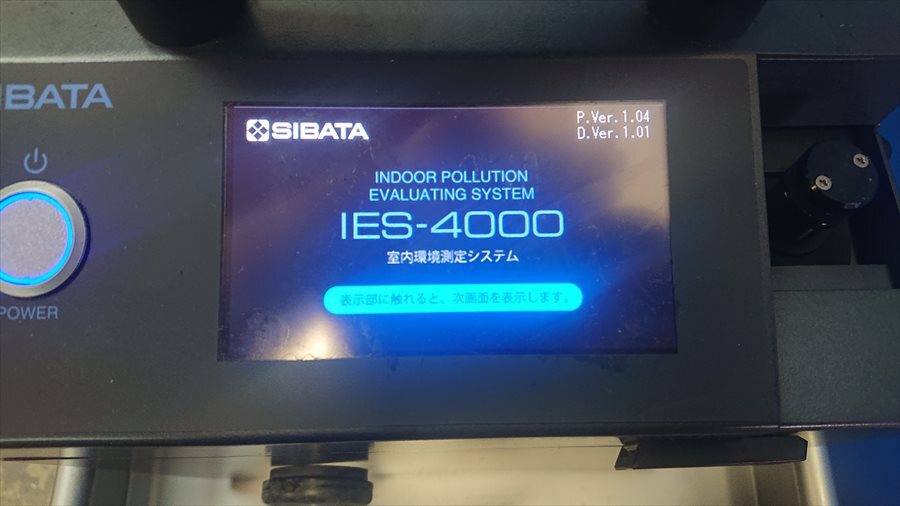 IBATA
SIBATA
P.Ver.1.04
D.Ver.1.01
INDOOR POLLUTION
EVALUATING SYSTEM
IES-4000
室内環境測定システム
表示部に触れると、次画面を表示します。
POWER